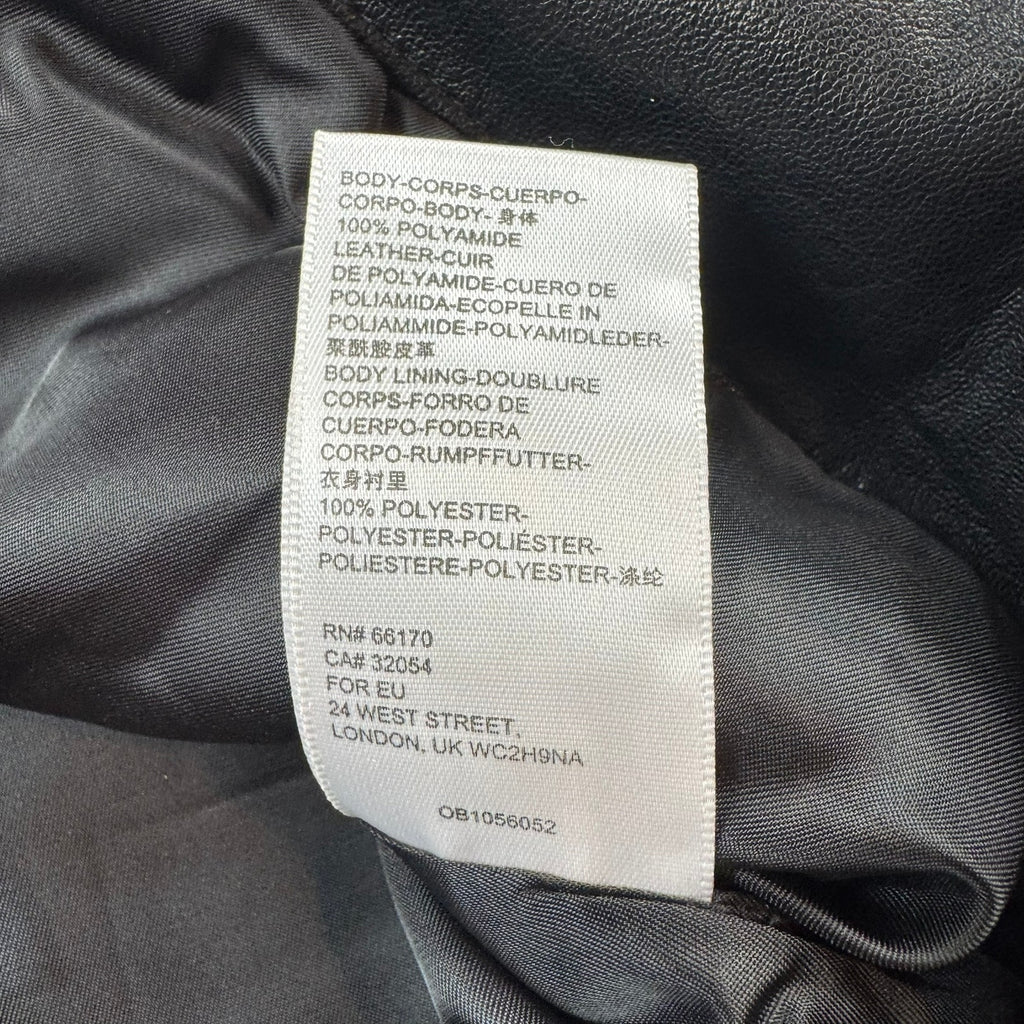 BODY-CORPS-CUERPO-
CORPO-BODY- 身体
100% POLYAMIDE
LEATHER-CUIR
DE POLYAMIDE-CUERO DE
POLIAMIDA-ECOPELLE IN
POLIAMMIDE-POLYAMIDLEDER-
聚酰胺皮革
BODY LINING-DOUBLURE
CORPS-FORRO DE
CUERPO-FODERA
CORPO-RUMPFFUTTER-
衣身衬里
100% POLYESTER-
POLYESTER-POLIÉSTER-
POLIESTERE-POLYESTER-涤纶
RN# 66170
CA# 32054
FOR EU
24 WEST STREET,
LONDON, UK WC2H9NA
OB1056052